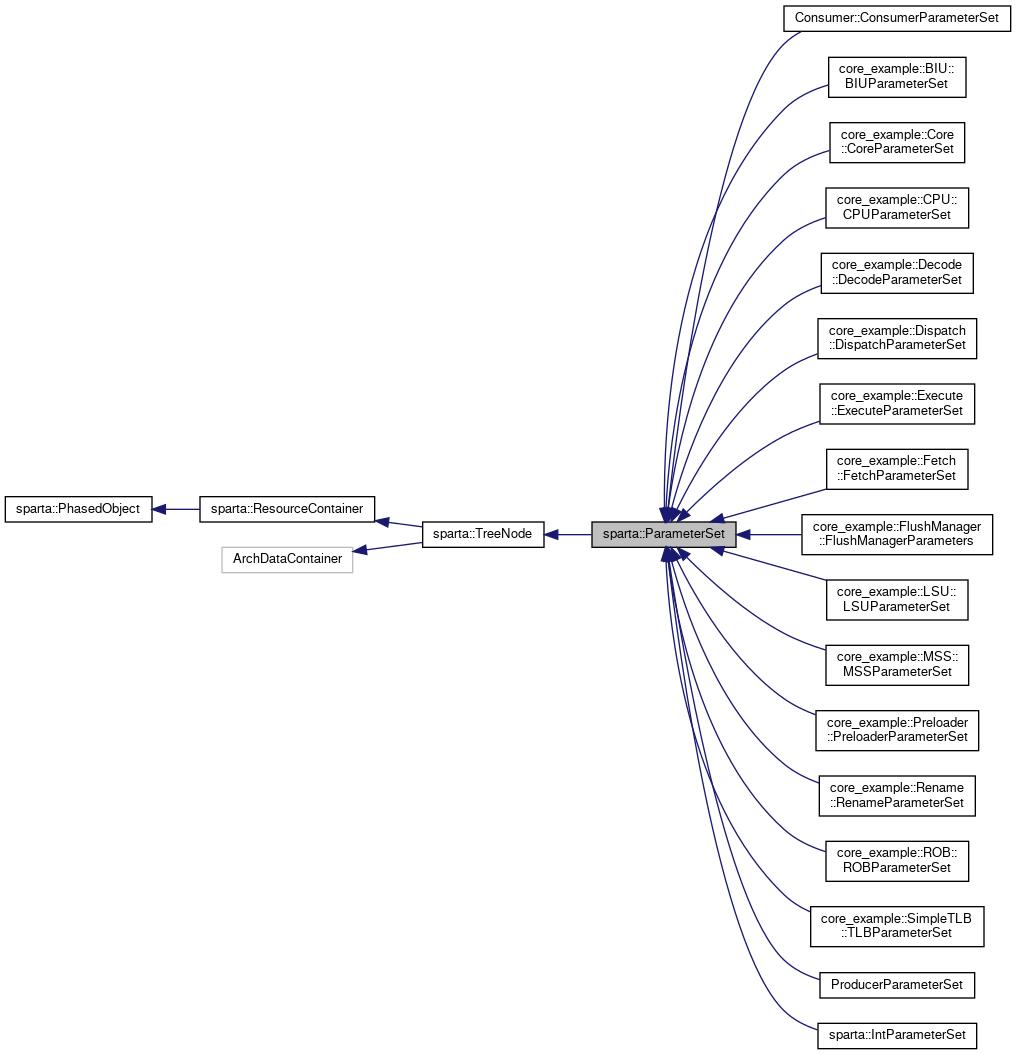 Consumer::ConsumerParameterSet
core_example::BIU::
BIUParameterSet
core_example::Core
::CoreParameterSet
core_example::CPU::
CPUParameterSet
core_example::Decode
::DecodeParameterSet
core_example::Dispatch
::DispatchParameterSet
core_example::Execute
::ExecuteParameterSet
core_example::Fetch
::FetchParameterSet
sparta::PhasedObject
sparta::ResourceContainer
ArchDataContainer
sparta::TreeNode
sparta::ParameterSet
core_example::FlushManager
::FlushManagerParameters
core_example::LSU::
LSUParameterSet
core_example::MSS::
MSSParameterSet
core_example::Preloader
::PreloaderParameterSet
core_example::Rename
::RenameParameterSet
core_example::ROB::
ROBParameterSet
core_example::SimpleTLB
::TLBParameterSet
ProducerParameterSet
sparta::IntParameterSet